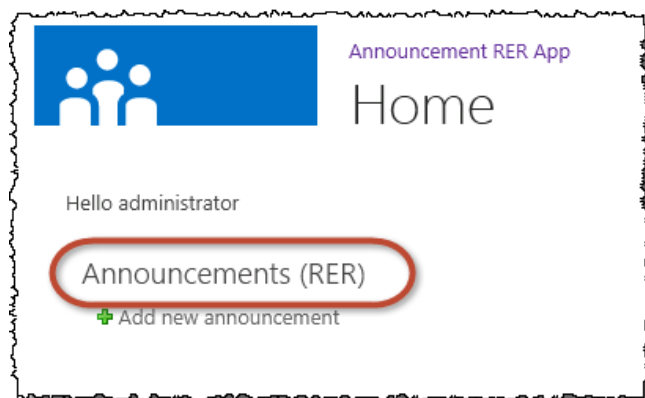 Announcement RER App
Home
Hello administrator
Announcements (RER)
Add new announcement